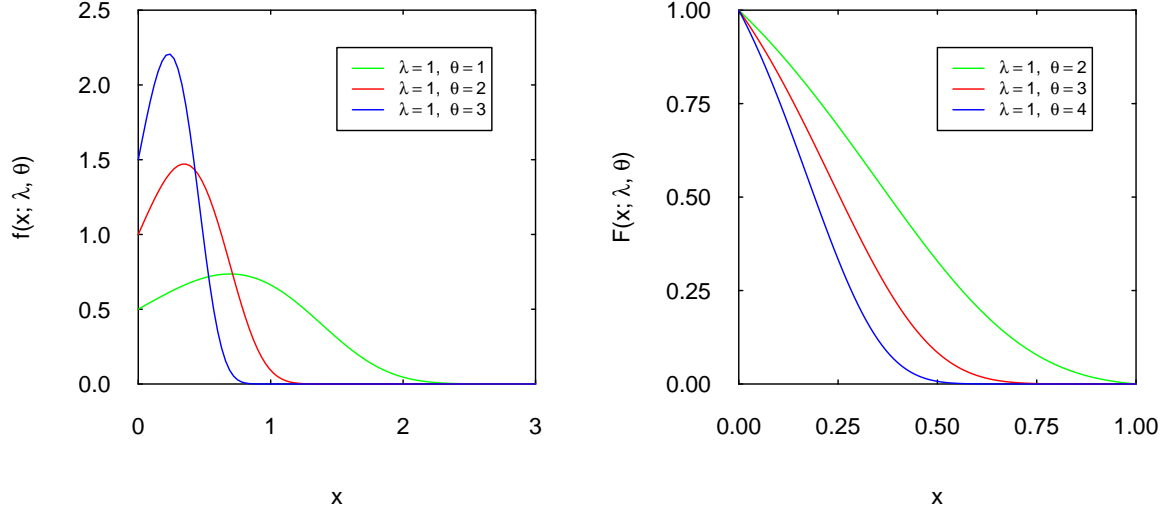 2.5
2.0
1.5
1.0
0.5
0.0
f(x; λ, θ)
λ = 1, θ = 1
λ = 1, θ = 2
λ = 1, θ = 3
0 1 2 3
x
1.00
0.75
0.50
0.25
0.00
F(x; λ, θ)
λ = 1, θ = 2
λ = 1, θ = 3
λ = 1, θ = 4
0.00 0.25 0.50 0.75 1.00
x